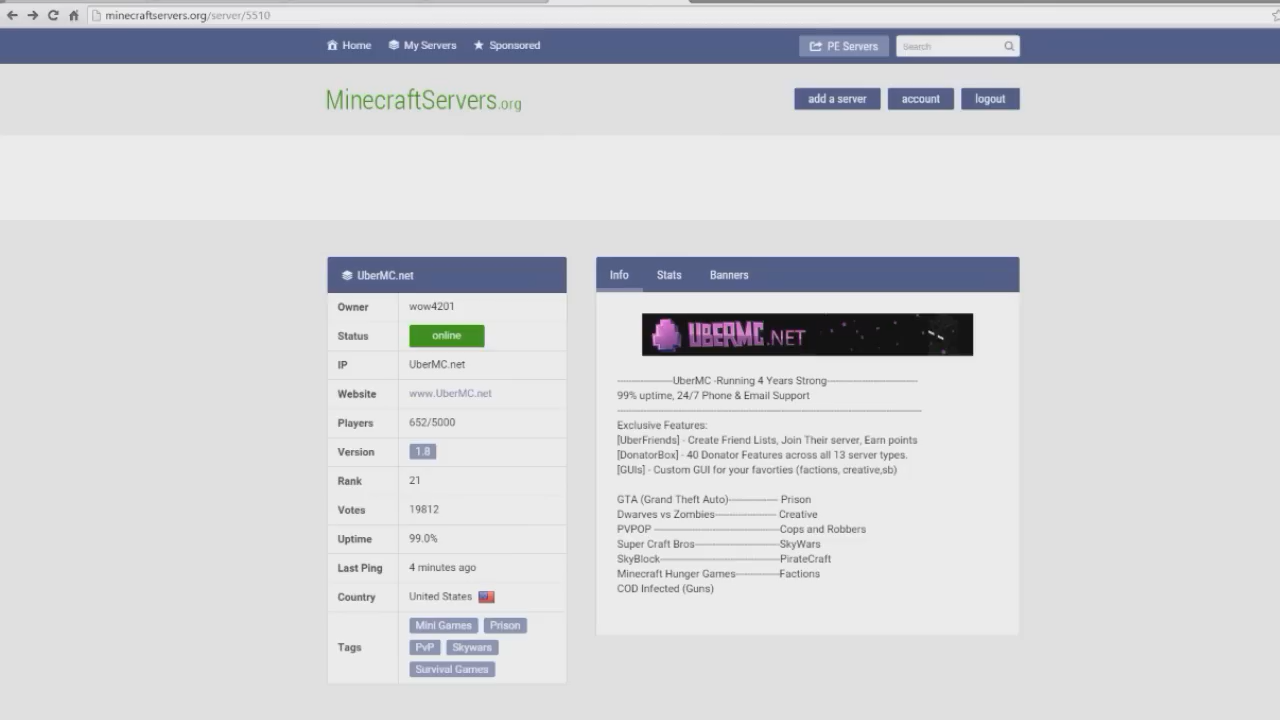 minecraftservers.org/server/5510
Home My Servers Sponsored PE Servers Search
MinecraftServers.org add a server account logout
UberMC.net
Owner wow4201
Status online
IP UberMC.net
Website www.UberMC.net
Players 652/5000
Version 1.8
Rank 21
Votes 19812
Uptime 99.0%
Last Ping 4 minutes ago
Country United States
Tags Mini Games Prison
PvP Skywars
Survival Games
Info Stats Banners
UBERMC.NET
--------------------UberMC -Running 4 Years Strong--------------------------------
99% uptime, 24/7 Phone & Email Support
--------------------------------------------------------------------------------------------------------------
Exclusive Features:
[UberFriends] - Create Friend Lists, Join Their server, Earn points
[DonatorBox] - 40 Donator Features across all 13 server types.
[GUIs] - Custom GUI for your favorties (factions, creative,sb)
GTA (Grand Theft Auto)----------------- Prison
Dwarves vs Zombies---------------------- Creative
PVPOP ---------------------------------------------Cops and Robbers
Super Craft Bros------------------------------SkyWars
SkyBlock-------------------------------------------PirateCraft
Minecraft Hunger Games---------------Factions
COD Infected (Guns)